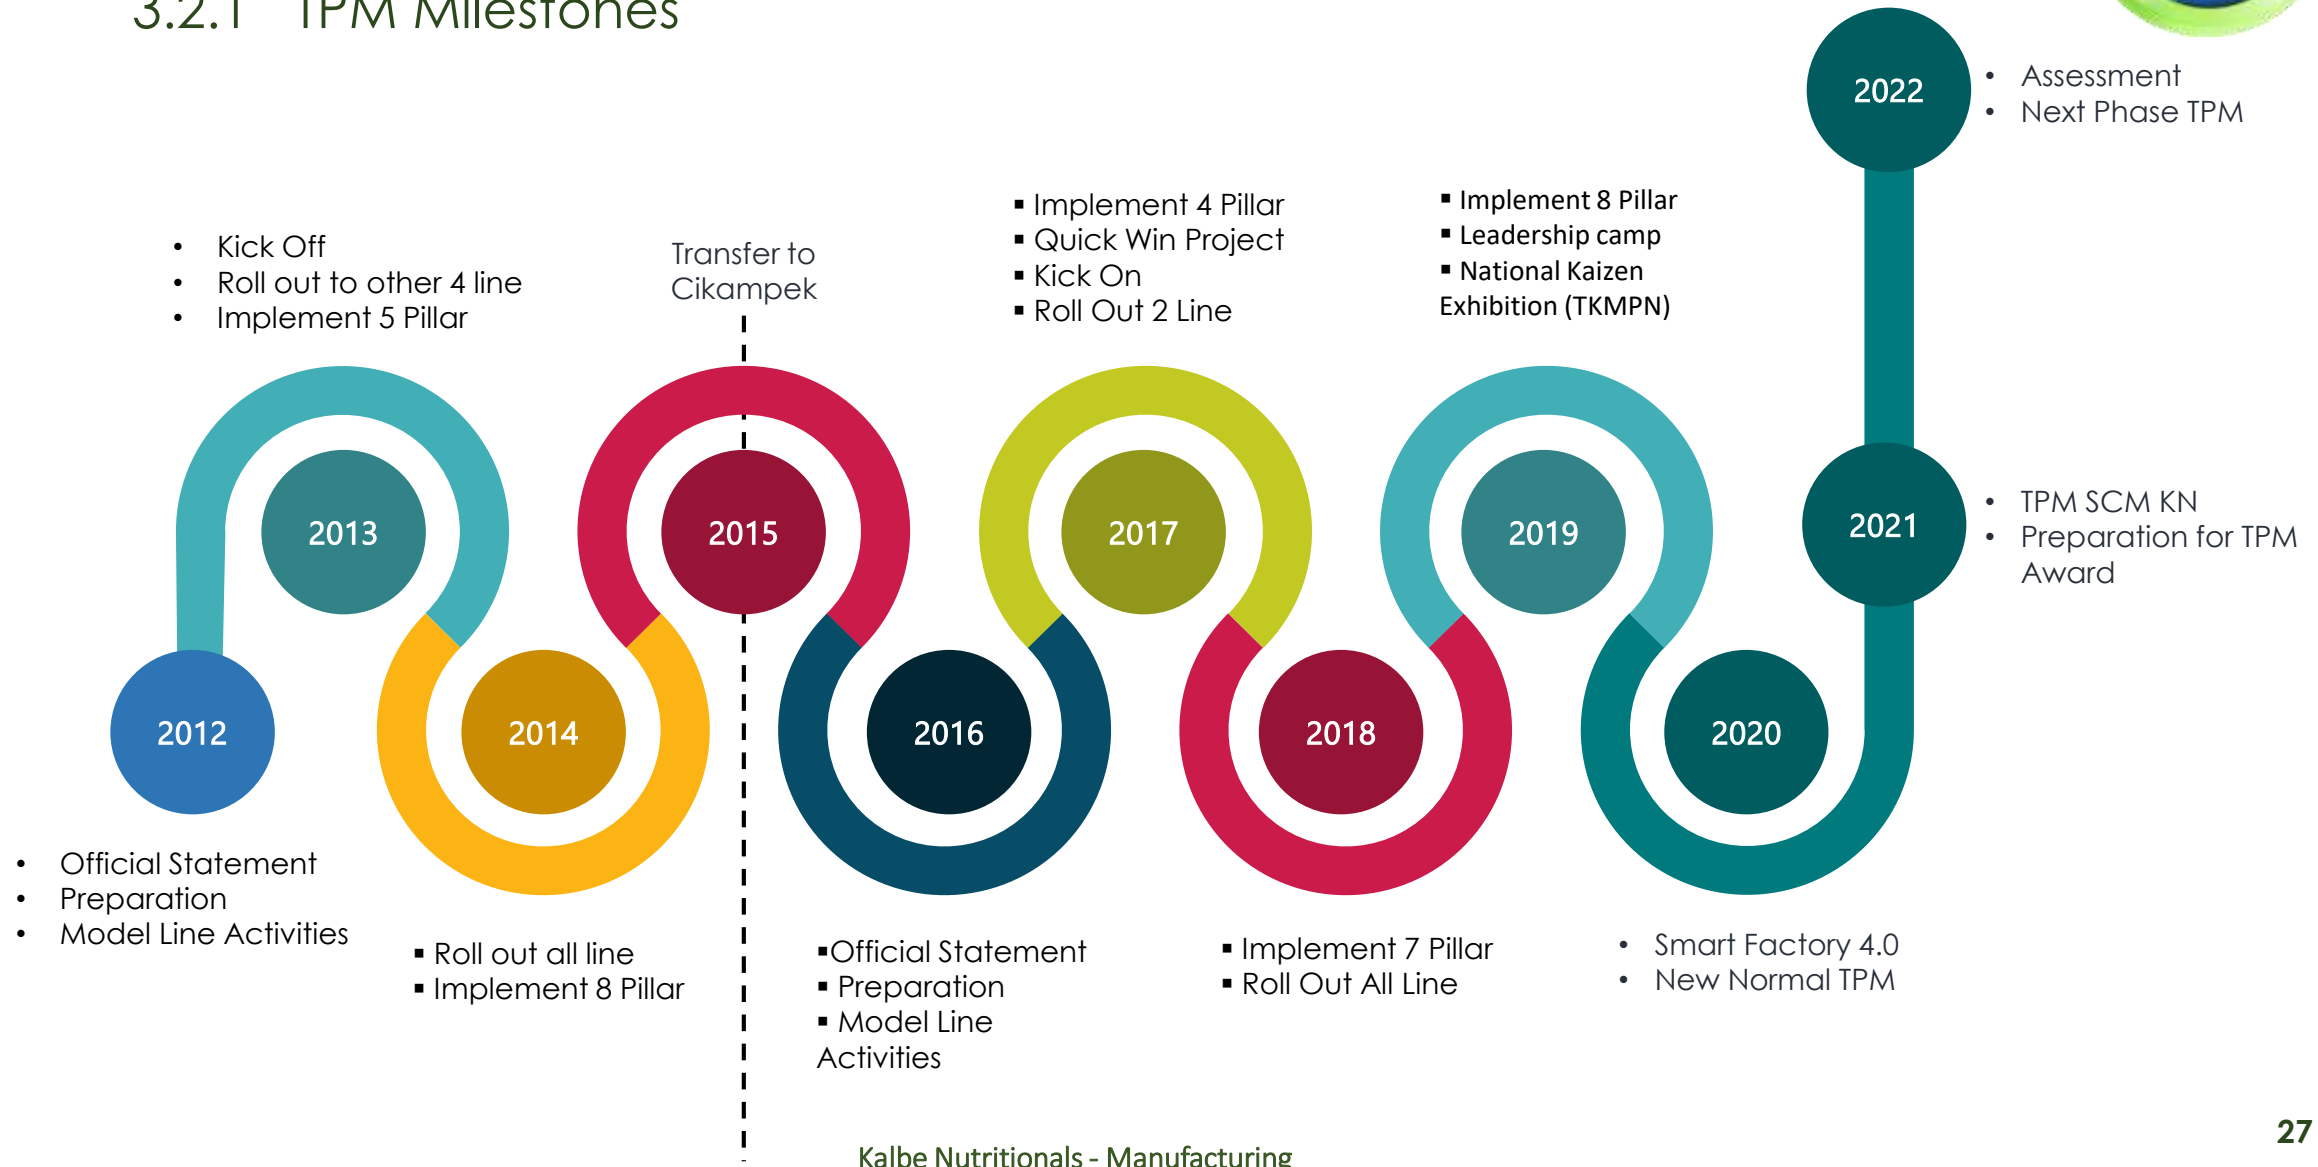 3.2.1 TPM Milestones
2022
• Assessment
• Next Phase TPM
• Kick Off
• Roll out to other 4 line
• Implement 5 Pillar
Transfer to
Cikampek
▪ Implement 4 Pillar
▪ Quick Win Project
▪ Kick On
▪ Roll Out 2 Line
▪ Implement 8 Pillar
▪ Leadership camp
▪ National Kaizen
Exhibition (TKMPN)
2013
2015
2017
2019
2021
• TPM SCM KN
• Preparation for TPM
Award
2012
2014
2016
2018
2020
• Official Statement
• Preparation
• Model Line Activities
▪ Roll out all line
▪ Implement 8 Pillar
▪Official Statement
▪ Preparation
▪ Model Line
Activities
▪ Implement 7 Pillar
▪ Roll Out All Line
• Smart Factory 4.0
• New Normal TPM
Kalbe Nutritionals - Manufacturing
27